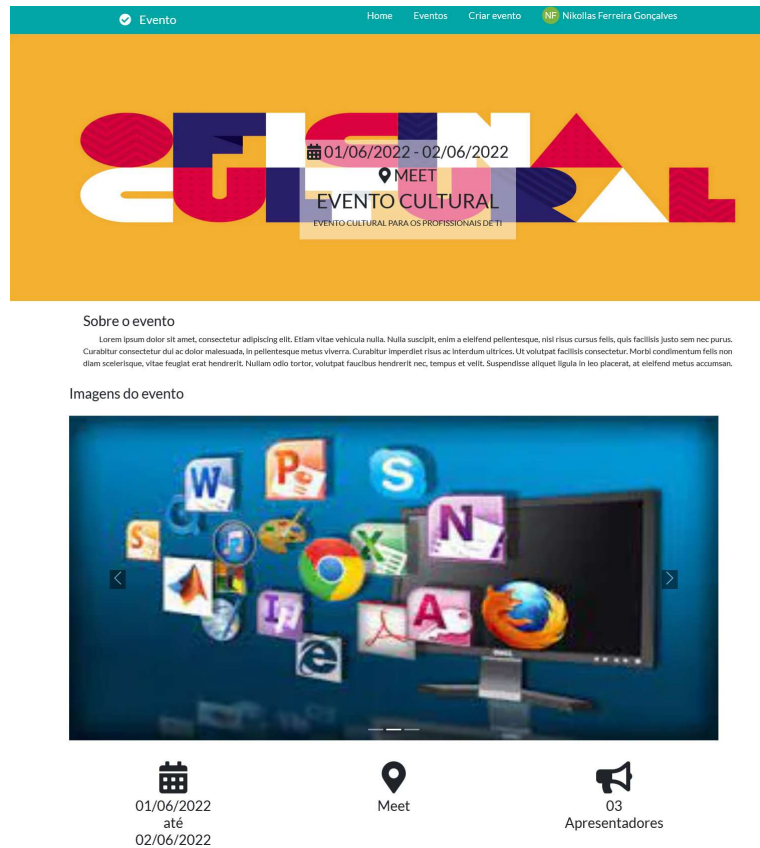 Evento
Home Eventos Criar evento NF Nikollas Ferreira Gonçalves
OFISINA
CULTURAL
01/06/2022 - 02/06/2022
MEET
EVENTO CULTURAL
EVENTO CULTURAL PARA OS PROFISSIONAIS DE TI
Sobre o evento
Lorem ipsum dolor sit amet, consectetur adipiscing elit. Etiam vitae vehicula nulla. Nulla suscipit, enim a eleifend pellentesque, nisl risus cursus felis, quis facilisis justo sem nec purus.
Curabitur consectetur dui ac dolor malesuada, in pellentesque metus viverra. Curabitur imperdiet risus ac interdum ultrices. Ut volutpat facilisis consectetur. Morbi condimentum felis non
diam scelerisque, vitae feugiat erat hendrerit. Nullam odio tortor, volutpat faucibus hendrerit nec, tempus et velit. Suspendisse aliquet ligula in leo placerat, at eleifend metus accumsan.
Imagens do evento
W
P
S
N
S
X
I
A
e
DELL
01/06/2022
até
02/06/2022
Meet
03
Apresentadores